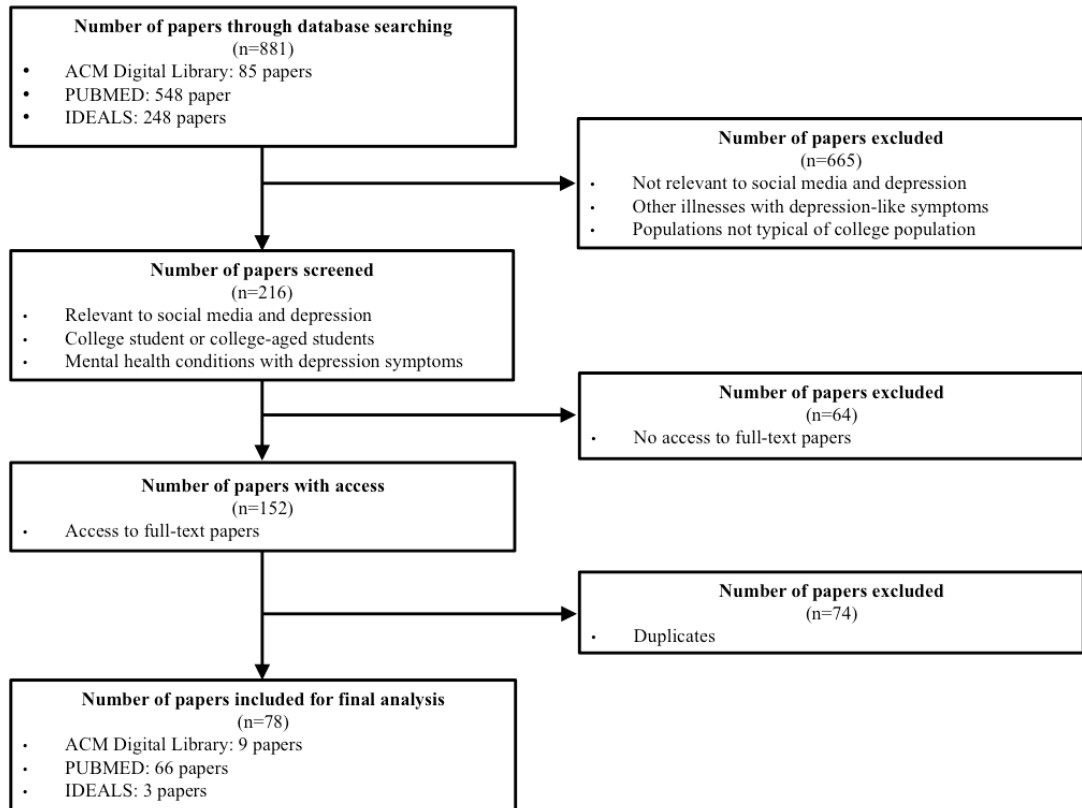 Number of papers through database searching
(n=881)
• ACM Digital Library: 85 papers
• PUBMED: 548 paper
• IDEALS: 248 papers
Number of papers excluded
(n=665)
• Not relevant to social media and depression
• Other illnesses with depression-like symptoms
• Populations not typical of college population
Number of papers screened
(n=216)
• Relevant to social media and depression
• College student or college-aged students
• Mental health conditions with depression symptoms
Number of papers excluded
(n=64)
• No access to full-text papers
Number of papers with access
(n=152)
• Access to full-text papers
Number of papers excluded
(n=74)
• Duplicates
Number of papers included for final analysis
(n=78)
• ACM Digital Library: 9 papers
• PUBMED: 66 papers
• IDEALS: 3 papers